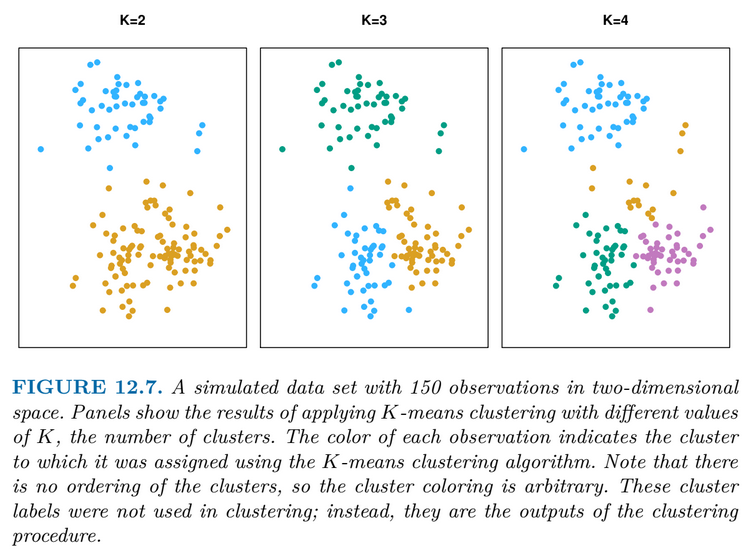 K=2 K=3 K=4
FIGURE 12.7. A simulated data set with 150 observations in two-dimensional
space. Panels show the results of applying K-means clustering with different values
of K, the number of clusters. The color of each observation indicates the cluster
to which it was assigned using the K-means clustering algorithm. Note that there
is no ordering of the clusters, so the cluster coloring is arbitrary. These cluster
labels were not used in clustering; instead, they are the outputs of the clustering
procedure.